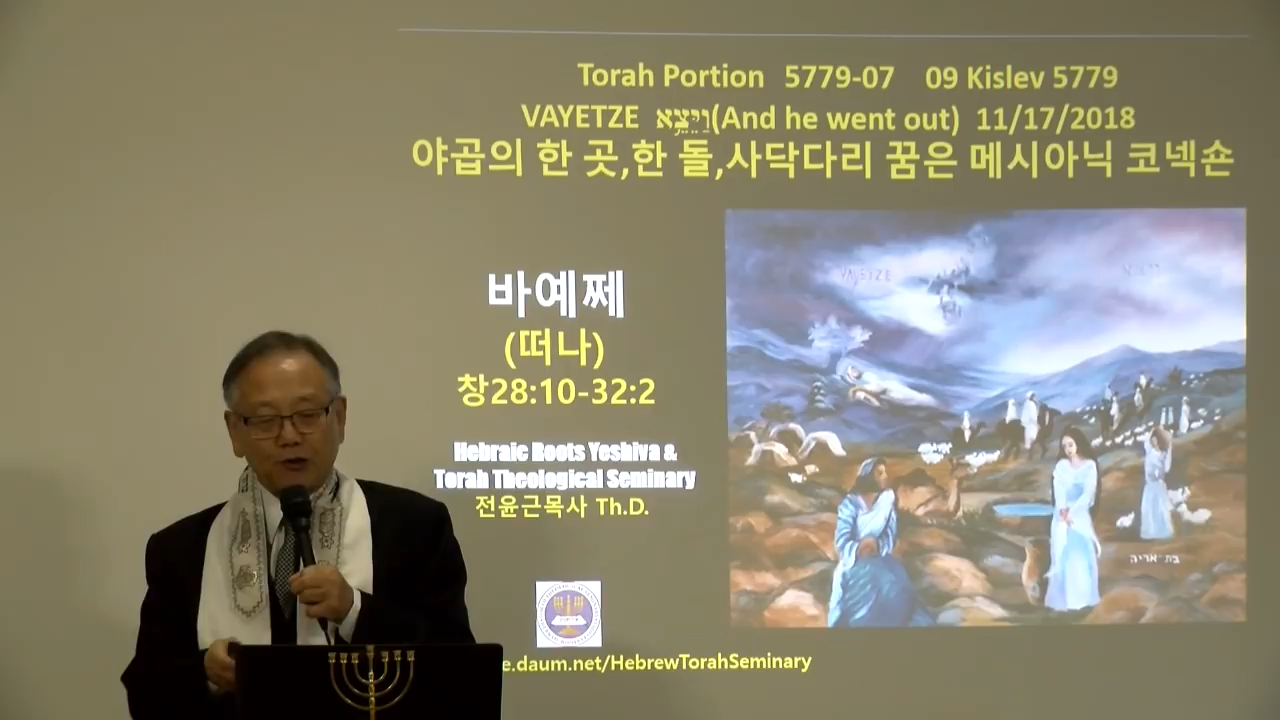 Torah Portion 5779-07 09 Kislev 5779
VAYETZE וַיֵּצֵא (And he went out) 11/17/2018
야곱의 한 곳,한 돌,사닥다리 꿈은 메시아닉 코넥숀
바예쩨
(떠나)
창28:10-32:2
Hebraic Roots Yeshiva &
Torah Theological Seminary
전윤근목사 Th.D.
e.daum.net/HebrewTorahSeminary
VAYETZE
בת אריה